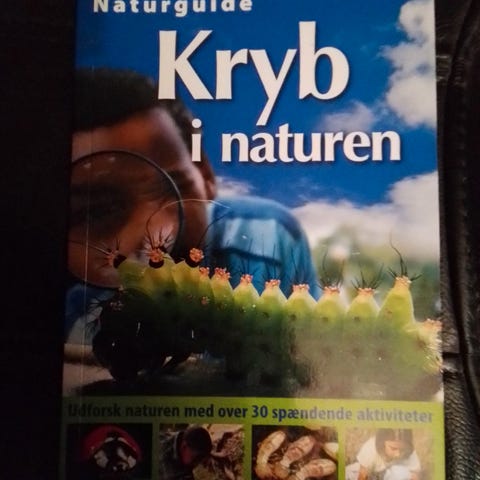 Naturguide
Kryb
i naturen
Udforsk naturen med over 30 spændende aktiviteter